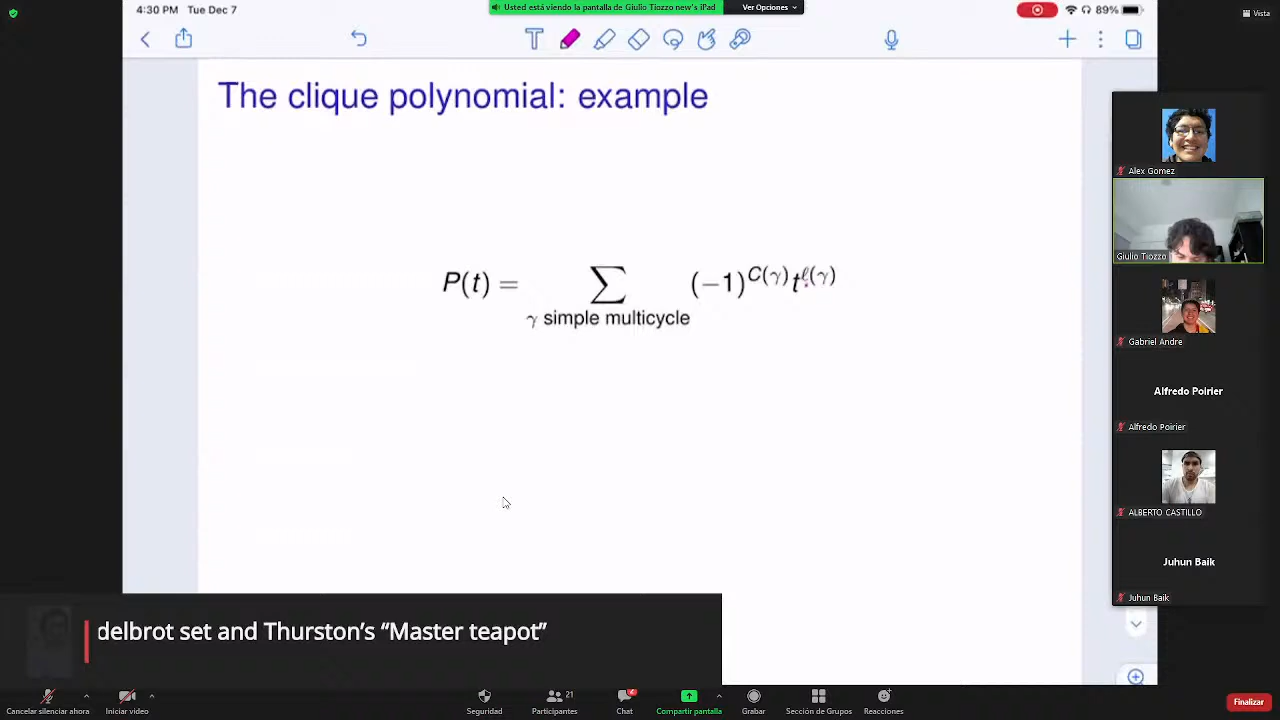 4:30 PM Tue Dec 7
Usted está viendo la pantalla de Giulio Tiozzo new's iPad
Ver Opciones
89%
Vista
The clique polynomial: example
P(t) = ∑ (−1)^{C(γ)} t^{ℓ(γ)}
γ simple multicycle
Alex Gomez
Giulio Tiozzo
Gabriel Andre
Alfredo Poirier
Alfredo Poirier
ALBERTO CASTILLO
Juhun Baik
Juhun Baik
delbrot set and Thurston's “Master teapot”
Cancelar silenciar ahora
Iniciar video
Seguridad
21
Participantes
2
Chat
Compartir pantalla
Grabar
Sección de Grupos
Reacciones
Finalizar